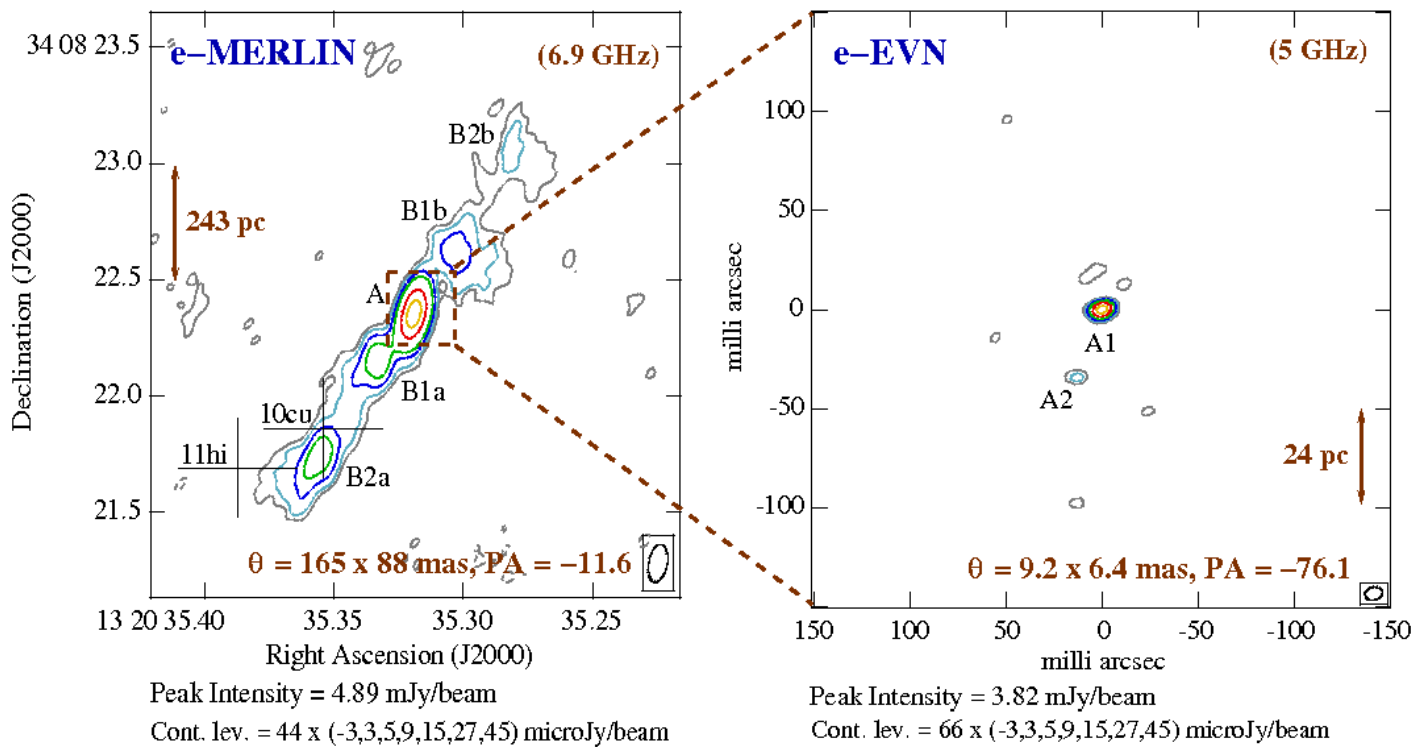 e–MERLIN (6.9 GHz)
34 08 23.5
23.0
22.5
22.0
21.5
Declination (J2000)
243 pc
B2b
B1b
A
B1a
10cu
11hi
B2a
θ = 165 x 88 mas, PA = –11.6
13 20 35.40 35.35 35.30 35.25
Right Ascension (J2000)
Peak Intensity = 4.89 mJy/beam
Cont. lev. = 44 x (-3,3,5,9,15,27,45) microJy/beam
e–EVN (5 GHz)
100
50
0
-50
-100
milli arcsec
A1
A2
24 pc
θ = 9.2 x 6.4 mas, PA = –76.1
150 100 50 0 -50 -100 -150
milli arcsec
Peak Intensity = 3.82 mJy/beam
Cont. lev. = 66 x (-3,3,5,9,15,27,45) microJy/beam